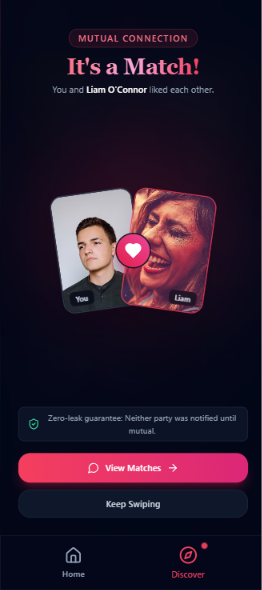 MUTUAL CONNECTION
It's a Match!
You and Liam O'Connor liked each other.
You
Liam
Zero-leak guarantee: Neither party was notified until
mutual.
View Matches →
Keep Swiping
Home
Discover